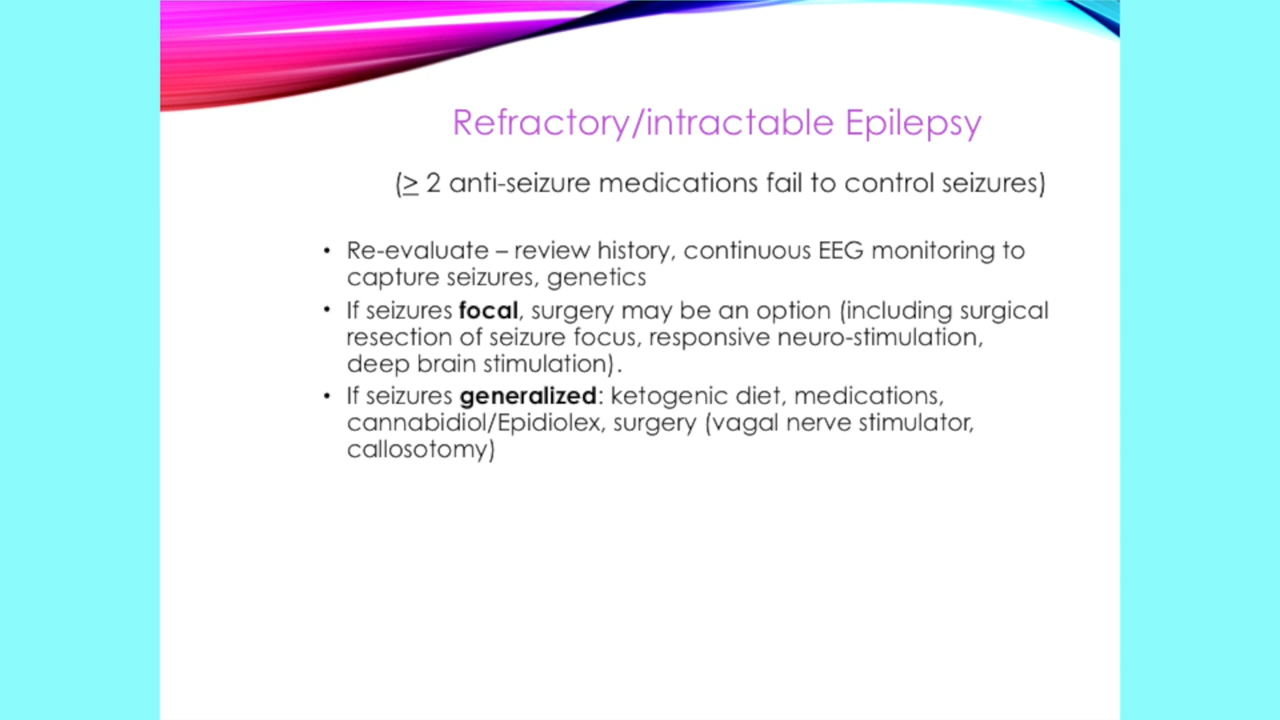 Refractory/intractable Epilepsy
(≥ 2 anti-seizure medications fail to control seizures)
• Re-evaluate – review history, continuous EEG monitoring to
capture seizures, genetics
• If seizures focal, surgery may be an option (including surgical
resection of seizure focus, responsive neuro-stimulation,
deep brain stimulation).
• If seizures generalized: ketogenic diet, medications,
cannabidiol/Epidiolex, surgery (vagal nerve stimulator,
callosotomy)